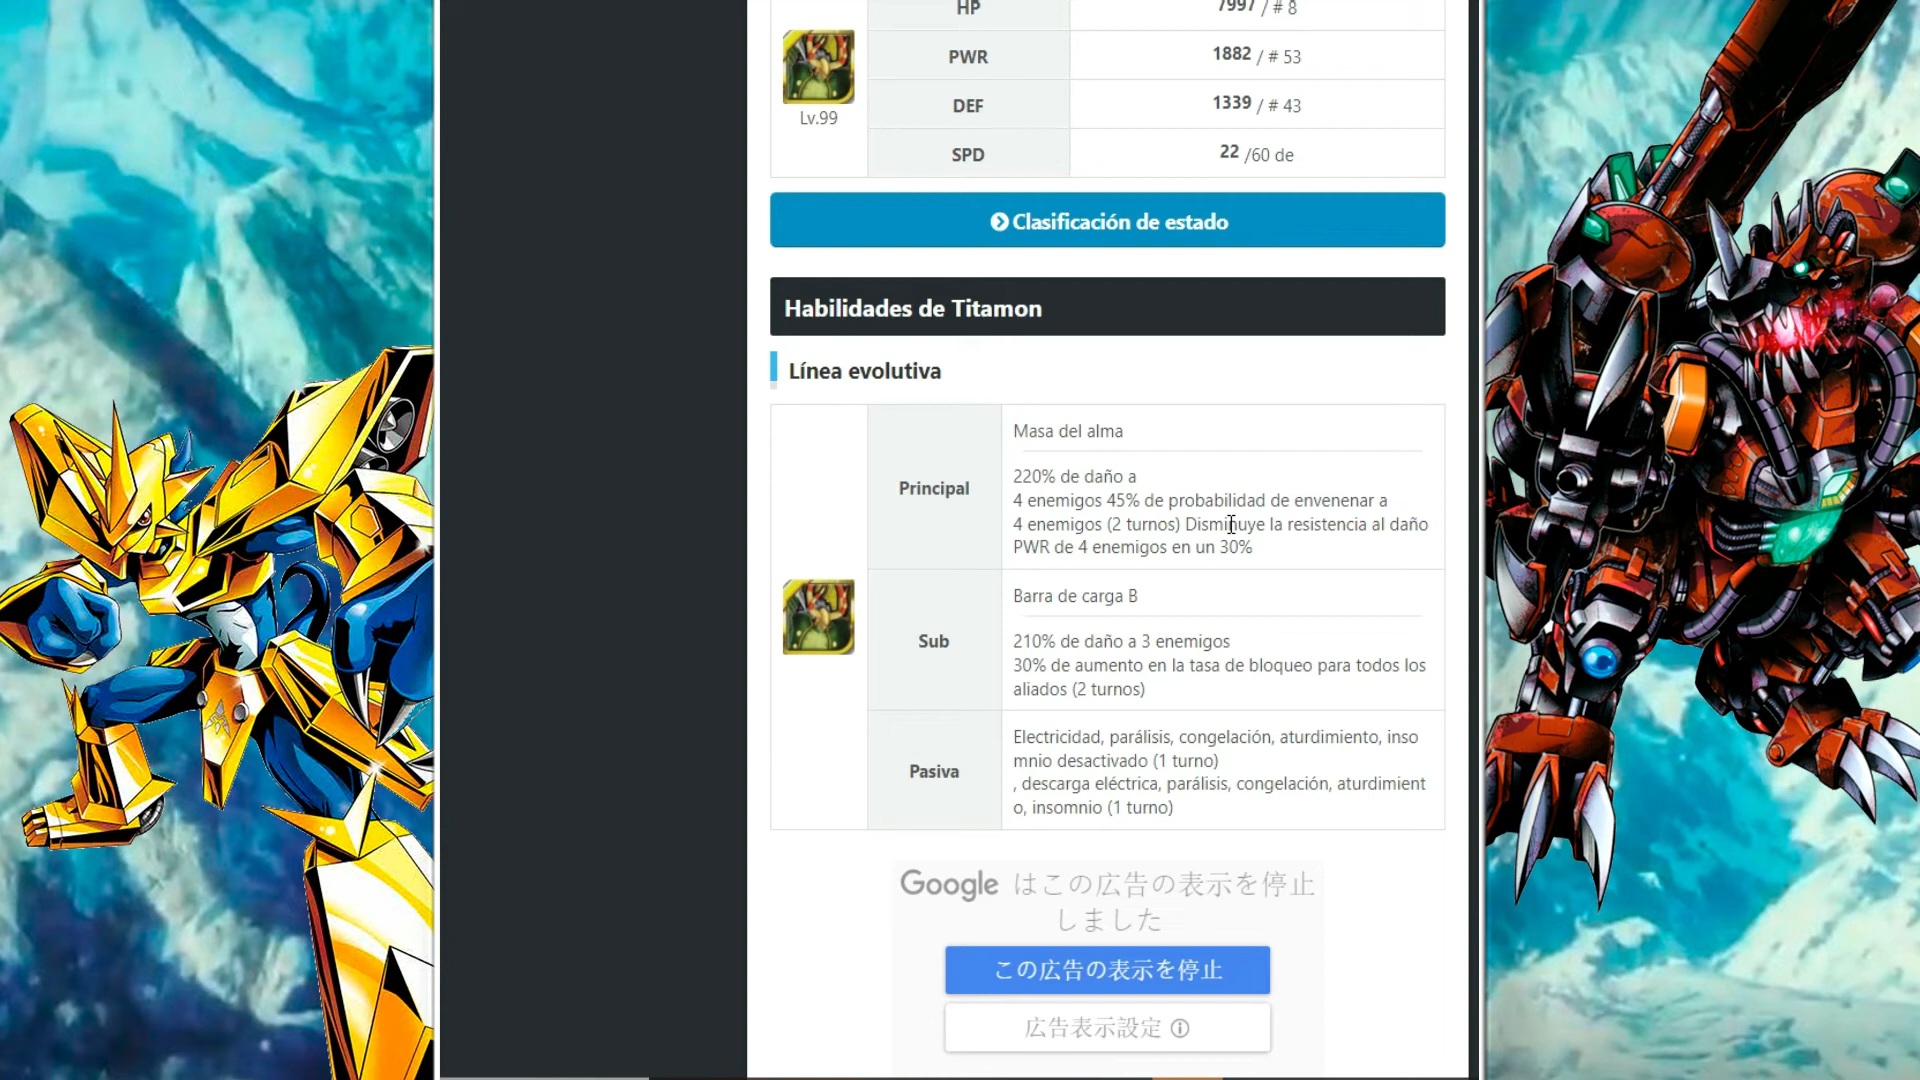 HP
7997 / # 8
PWR
1882 / # 53
DEF
1339 / # 43
SPD
22 /60 de
Lv.99
Clasificación de estado
Habilidades de Titamon
Línea evolutiva
Principal
Masa del alma
220% de daño a
4 enemigos 45% de probabilidad de envenenar a
4 enemigos (2 turnos) Disminuye la resistencia al daño
PWR de 4 enemigos en un 30%
Sub
Barra de carga B
210% de daño a 3 enemigos
30% de aumento en la tasa de bloqueo para todos los
aliados (2 turnos)
Pasiva
Electricidad, parálisis, congelación, aturdimiento, inso
mnio desactivado (1 turno)
, descarga eléctrica, parálisis, congelación, aturdimient
o, insomnio (1 turno)
Google はこの広告の表示を停止
しました
この広告の表示を停止
広告表示設定